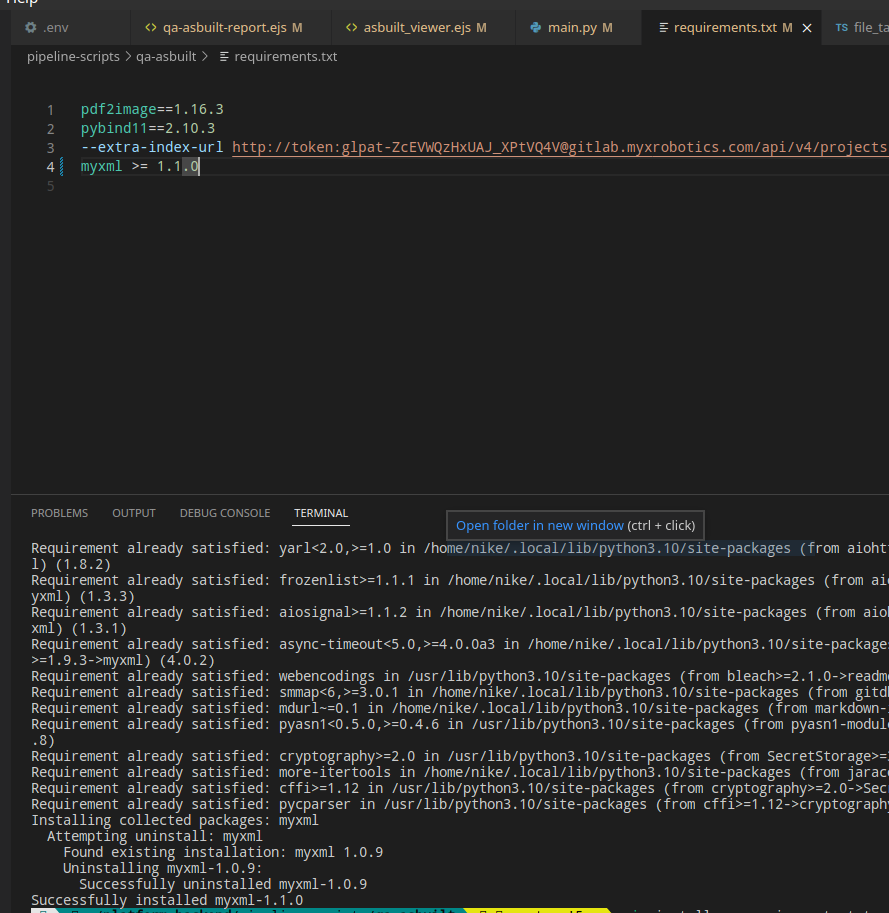 Help
.env
qa-asbuilt-report.ejs M
asbuilt_viewer.ejs M
main.py M
requirements.txt M
TS file_ta
pipeline-scripts > qa-asbuilt > requirements.txt
1 pdf2image==1.16.3
2 pybind11==2.10.3
3 --extra-index-url http://token:glpat-ZcEVWQzHxUAJ_XPtVQ4V@gitlab.myxrobotics.com/api/v4/projects
4 myxml >= 1.1.0
5
PROBLEMS OUTPUT DEBUG CONSOLE TERMINAL
Open folder in new window (ctrl + click)
Requirement already satisfied: yarl<2.0,>=1.0 in /home/nike/.local/lib/python3.10/site-packages (from aiohtt
l) (1.8.2)
Requirement already satisfied: frozenlist>=1.1.1 in /home/nike/.local/lib/python3.10/site-packages (from aio
yxml) (1.3.3)
Requirement already satisfied: aiosignal>=1.1.2 in /home/nike/.local/lib/python3.10/site-packages (from aioh
xml) (1.3.1)
Requirement already satisfied: async-timeout<5.0,>=4.0.0a3 in /home/nike/.local/lib/python3.10/site-packages
>=1.9.3->myxml) (4.0.2)
Requirement already satisfied: webencodings in /usr/lib/python3.10/site-packages (from bleach>=2.1.0->readme
Requirement already satisfied: smmap<6,>=3.0.1 in /home/nike/.local/lib/python3.10/site-packages (from gitdb
Requirement already satisfied: mdurl~=0.1 in /home/nike/.local/lib/python3.10/site-packages (from markdown-
Requirement already satisfied: pyasn1<0.5.0,>=0.4.6 in /usr/lib/python3.10/site-packages (from pyasn1-modul
.8)
Requirement already satisfied: cryptography>=2.0 in /usr/lib/python3.10/site-packages (from SecretStorage>=
Requirement already satisfied: more-itertools in /home/nike/.local/lib/python3.10/site-packages (from jarac
Requirement already satisfied: cffi>=1.12 in /usr/lib/python3.10/site-packages (from cryptography>=2.0->Sec
Requirement already satisfied: pycparser in /usr/lib/python3.10/site-packages (from cffi>=1.12->cryptography
Installing collected packages: myxml
Attempting uninstall: myxml
Found existing installation: myxml 1.0.9
Uninstalling myxml-1.0.9:
Successfully uninstalled myxml-1.0.9
Successfully installed myxml-1.1.0